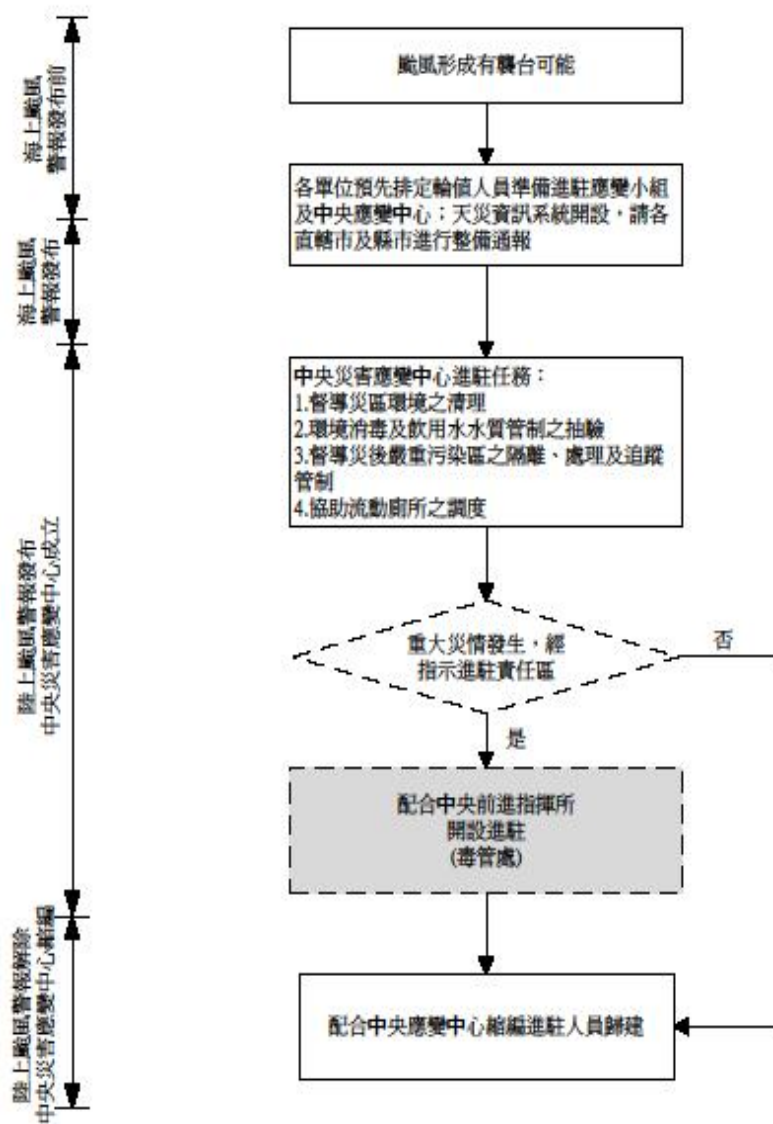 海上颱風
警報發布前
颱風形成有襲台可能
各單位預先排定輪值人員準備進駐應變小組
及中央應變中心；天災資訊系統開設，請各
直轄市及縣市進行整備通報
海上颱風
警報發布
中央災害應變中心進駐任務：
1.督導災區環境之清理
2.環境消毒及飲用水水質管制之抽驗
3.督導災後嚴重污染區之隔離、處理及追蹤
管制
4.協助流動廁所之調度
陸上颱風警報發布
中央災害應變中心成立
重大災情發生，經
指示進駐責任區
否
是
配合中央前進指揮所
開設進駐
(毒管處)
陸上颱風警報解除
中央災害應變中心縮編
配合中央應變中心縮編進駐人員歸建